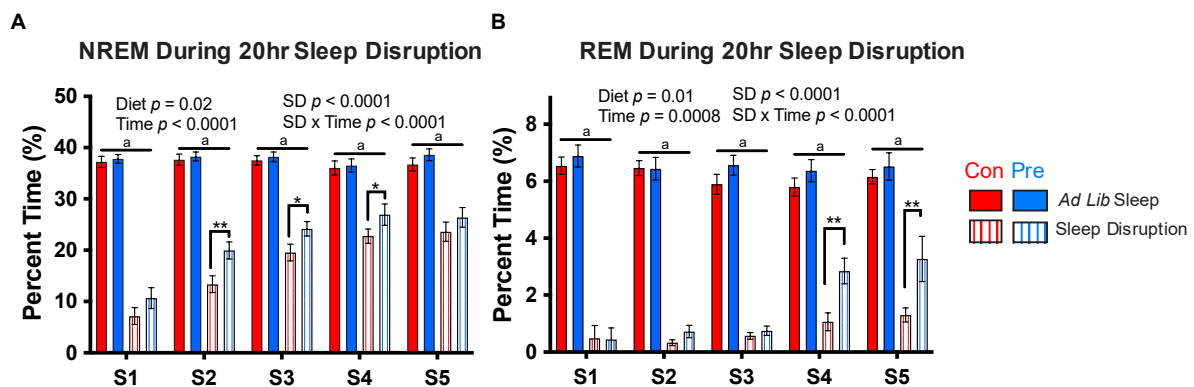 A
NREM During 20hr Sleep Disruption
Percent Time (%)
50
40
30
20
10
0
Diet p = 0.02
Time p < 0.0001
SD p < 0.0001
SD x Time p < 0.0001
a
a
a
a
a
**
*
*
S1
S2
S3
S4
S5
B
REM During 20hr Sleep Disruption
Percent Time (%)
8
6
4
2
0
Diet p = 0.01
Time p = 0.0008
SD p < 0.0001
SD x Time p < 0.0001
a
a
a
a
a
**
**
S1
S2
S3
S4
S5
Con Pre
Ad Lib Sleep
Sleep Disruption